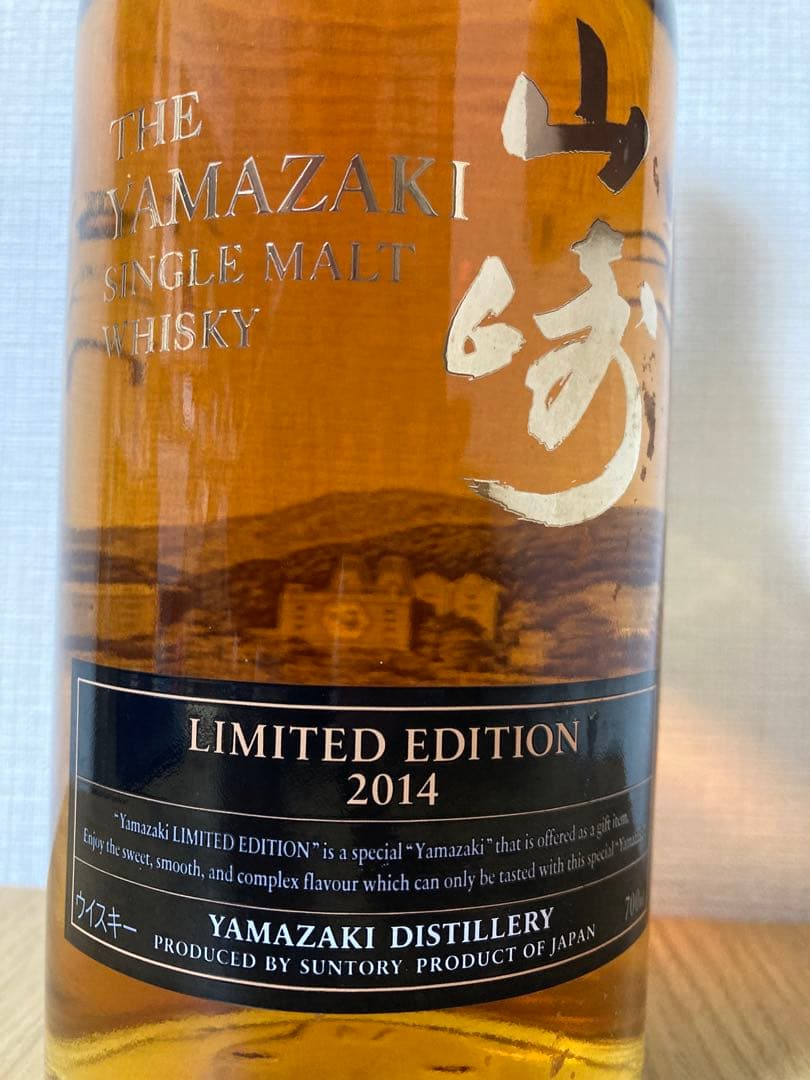 THE
YAMAZAKI
SINGLE MALT
WHISKY
山崎
LIMITED EDITION
2014
"Yamazaki LIMITED EDITION" is a special "Yamazaki" that is offered as a gift item.
Enjoy the sweet, smooth, and complex flavour which can only be tasted with this special "Yamazaki"
ウイスキー
YAMAZAKI DISTILLERY
700ml
PRODUCED BY SUNTORY PRODUCT OF JAPAN